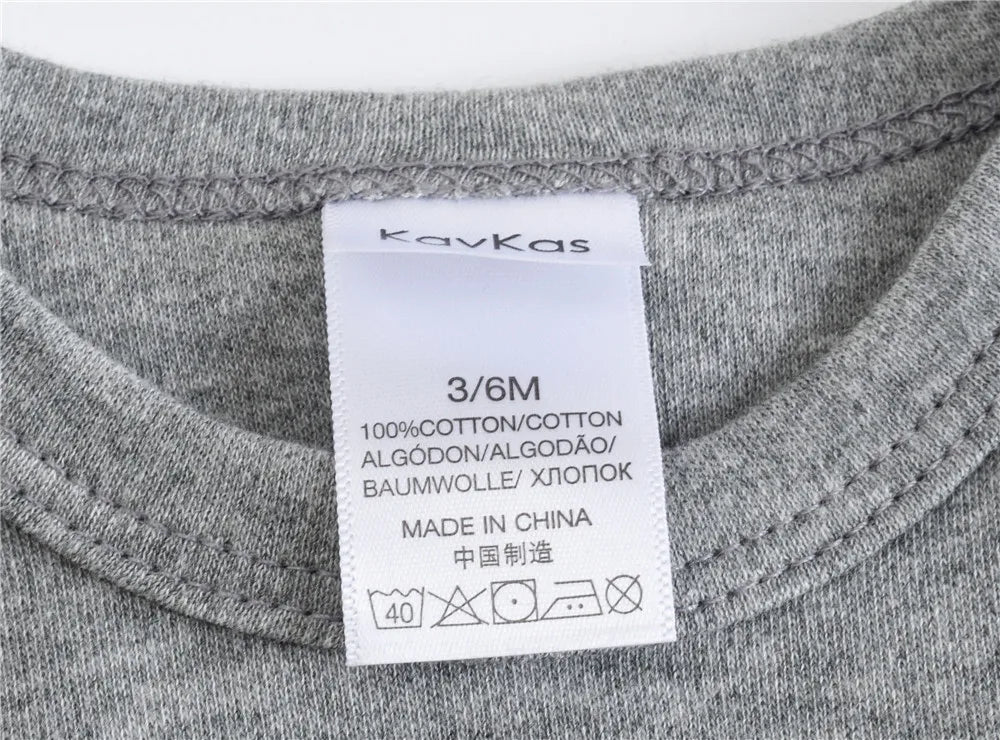 KavKas
3/6M
100%COTTON/COTTON
ALGÓDON/ALGODÃO/
BAUMWOLLE/ ХЛОПОК
MADE IN CHINA
中国制造
40